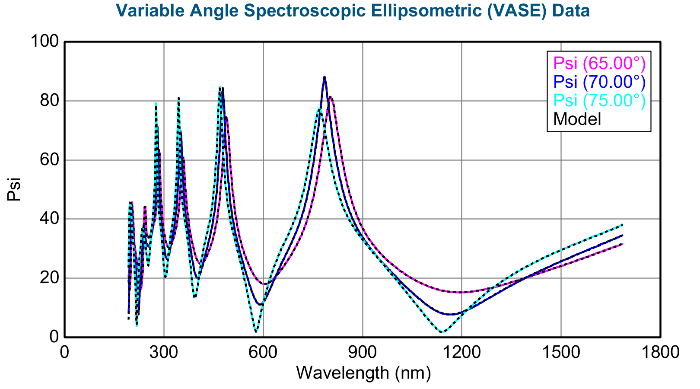 Variable Angle Spectroscopic Ellipsometric (VASE) Data
100
80
60
40
20
0
Psi
Psi (65.00°)
Psi (70.00°)
Psi (75.00°)
Model
0 300 600 900 1200 1500 1800
Wavelength (nm)